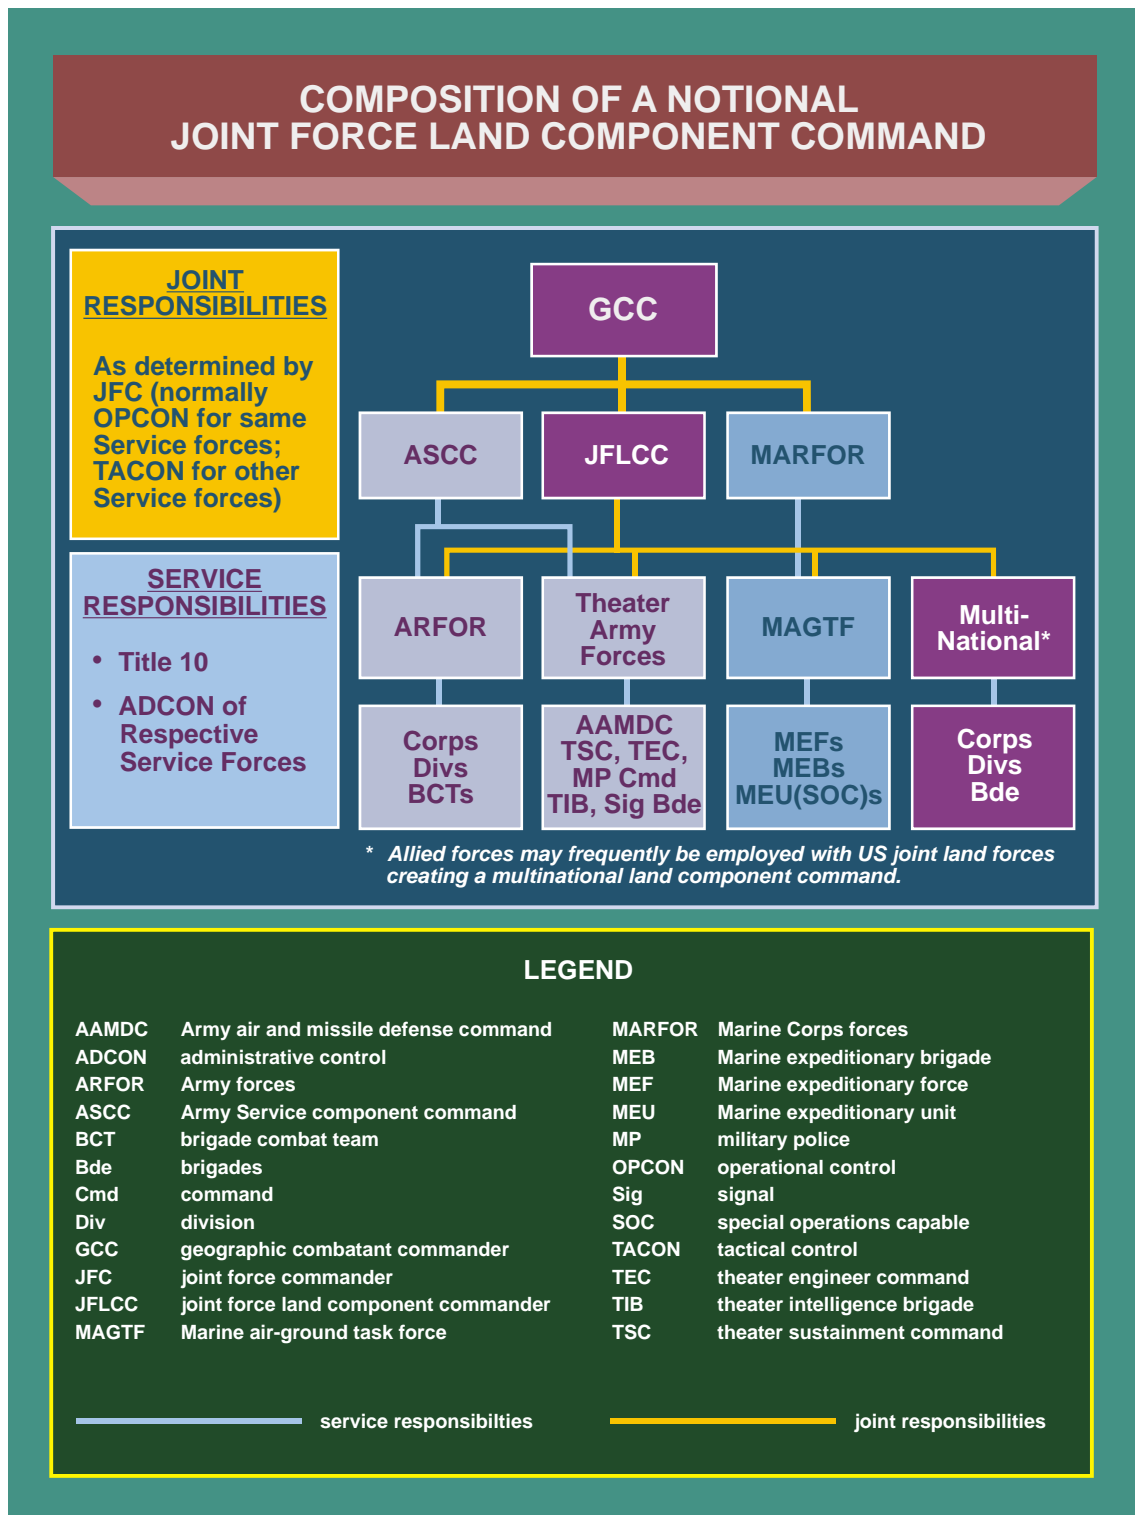 COMPOSITION OF A NOTIONAL
JOINT FORCE LAND COMPONENT COMMAND
JOINT
RESPONSIBILITIES
As determined by
JFC (normally
OPCON for same
Service forces;
TACON for other
Service forces)
SERVICE
RESPONSIBILITIES
• Title 10
• ADCON of
Respective
Service Forces
GCC
ASCC
JFLCC
MARFOR
ARFOR
Theater
Army
Forces
MAGTF
Multi-
National*
Corps
Divs
BCTs
AAMDC
TSC, TEC,
MP Cmd
TIB, Sig Bde
MEFs
MEBs
MEU(SOC)s
Corps
Divs
Bde
* Allied forces may frequently be employed with US joint land forces
creating a multinational land component command.
LEGEND
AAMDC Army air and missile defense command
ADCON administrative control
ARFOR Army forces
ASCC Army Service component command
BCT brigade combat team
Bde brigades
Cmd command
Div division
GCC geographic combatant commander
JFC joint force commander
JFLCC joint force land component commander
MAGTF Marine air-ground task force
MARFOR Marine Corps forces
MEB Marine expeditionary brigade
MEF Marine expeditionary force
MEU Marine expeditionary unit
MP military police
OPCON operational control
Sig signal
SOC special operations capable
TACON tactical control
TEC theater engineer command
TIB theater intelligence brigade
TSC theater sustainment command
service responsibilties
joint responsibilities